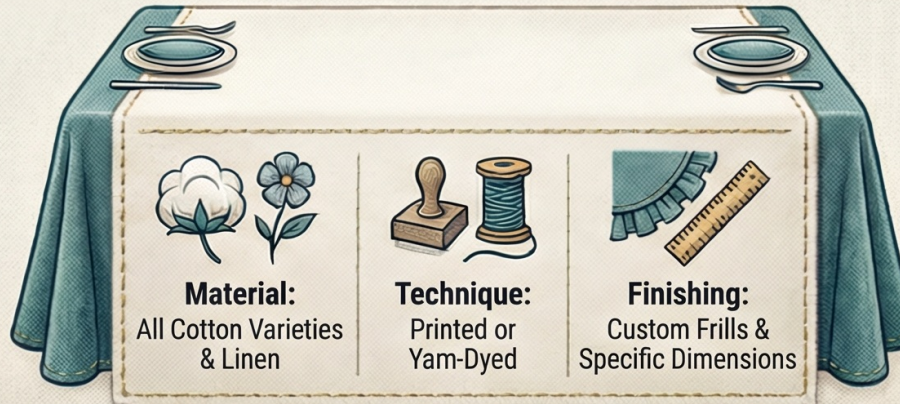 Material:
All Cotton Varieties
& Linen
Technique:
Printed or
Yam-Dyed
Finishing:
Custom Frills &
Specific Dimensions